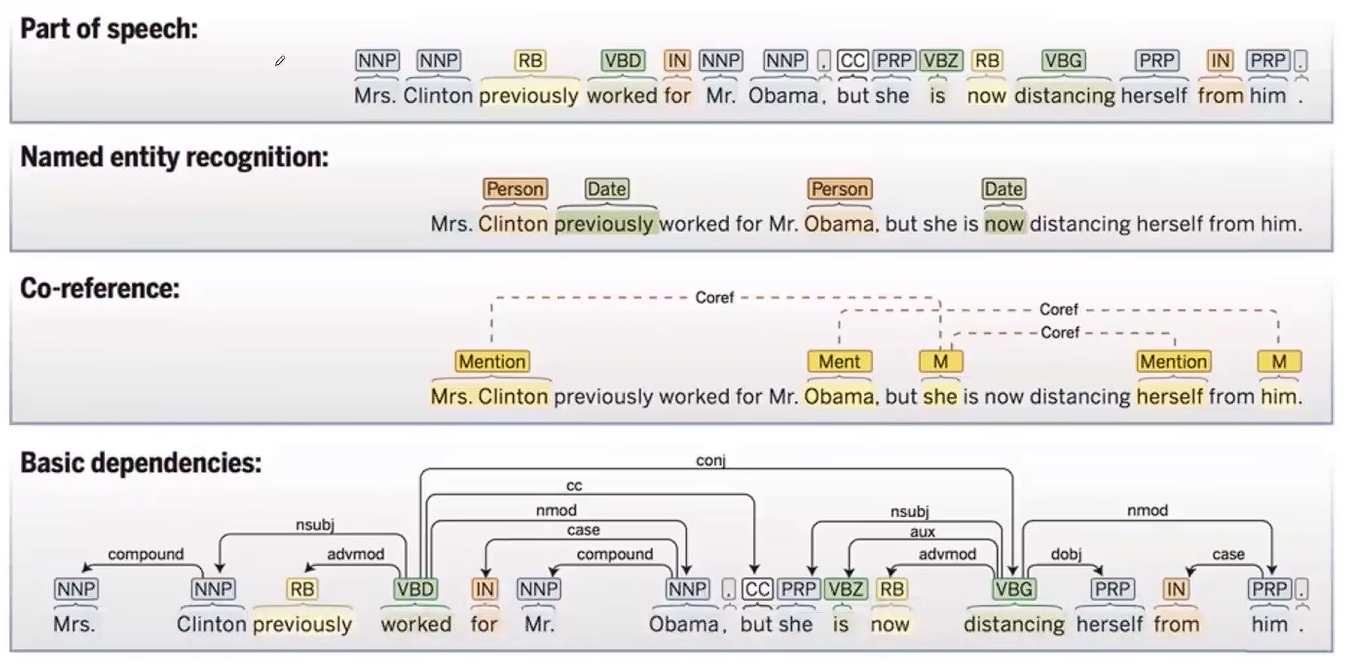 Part of speech:
NNP NNP RB VBD IN NNP NNP , CC PRP VBZ RB VBG PRP IN PRP .
Mrs. Clinton previously worked for Mr. Obama, but she is now distancing herself from him .
Named entity recognition:
Person Date Person Date
Mrs. Clinton previously worked for Mr. Obama, but she is now distancing herself from him.
Co-reference:
Coref
Coref
Coref
Mention Ment M Mention M
Mrs. Clinton previously worked for Mr. Obama, but she is now distancing herself from him.
Basic dependencies:
conj
cc
nmod nsubj nmod
nsubj case aux
compound advmod compound advmod dobj case
NNP NNP RB VBD IN NNP NNP , CC PRP VBZ RB VBG PRP IN PRP .
Mrs. Clinton previously worked for Mr. Obama, but she is now distancing herself from him .